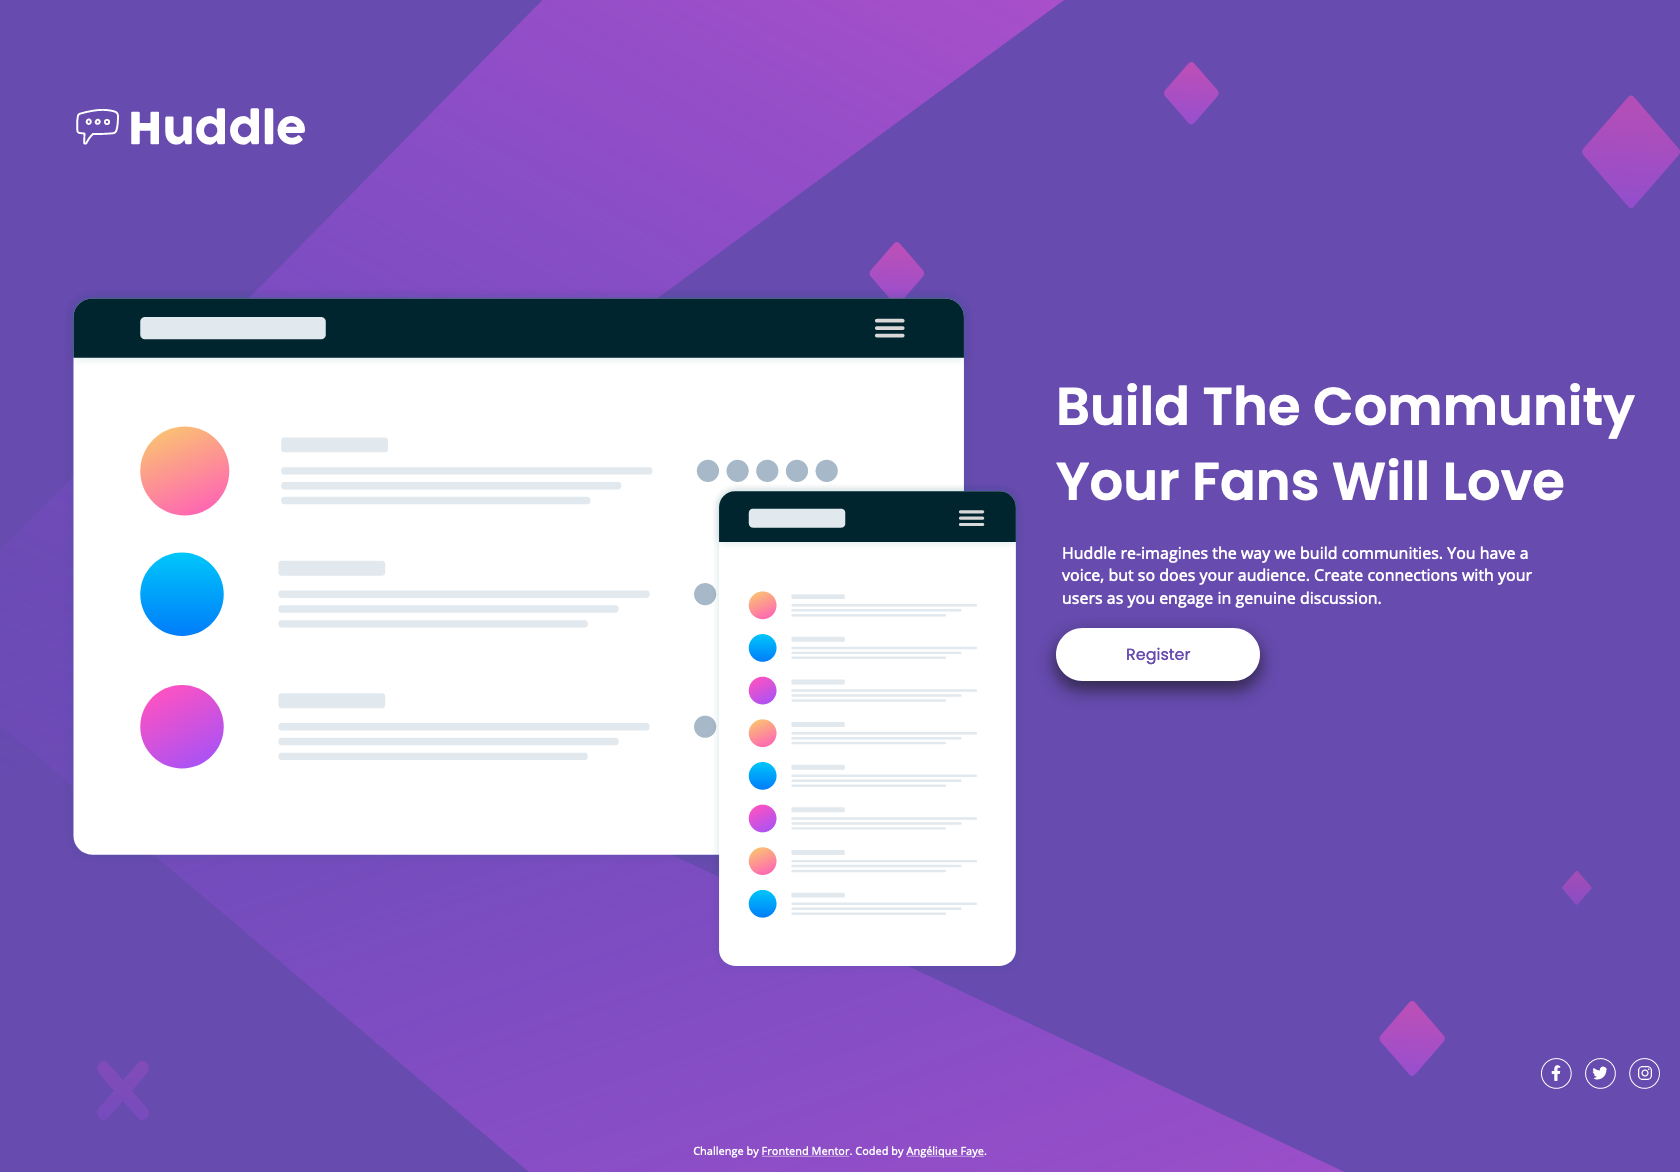 Huddle
Build The Community
Your Fans Will Love
Huddle re-imagines the way we build communities. You have a
voice, but so does your audience. Create connections with your
users as you engage in genuine discussion.
Register
Challenge by Frontend Mentor. Coded by Angélique Faye.